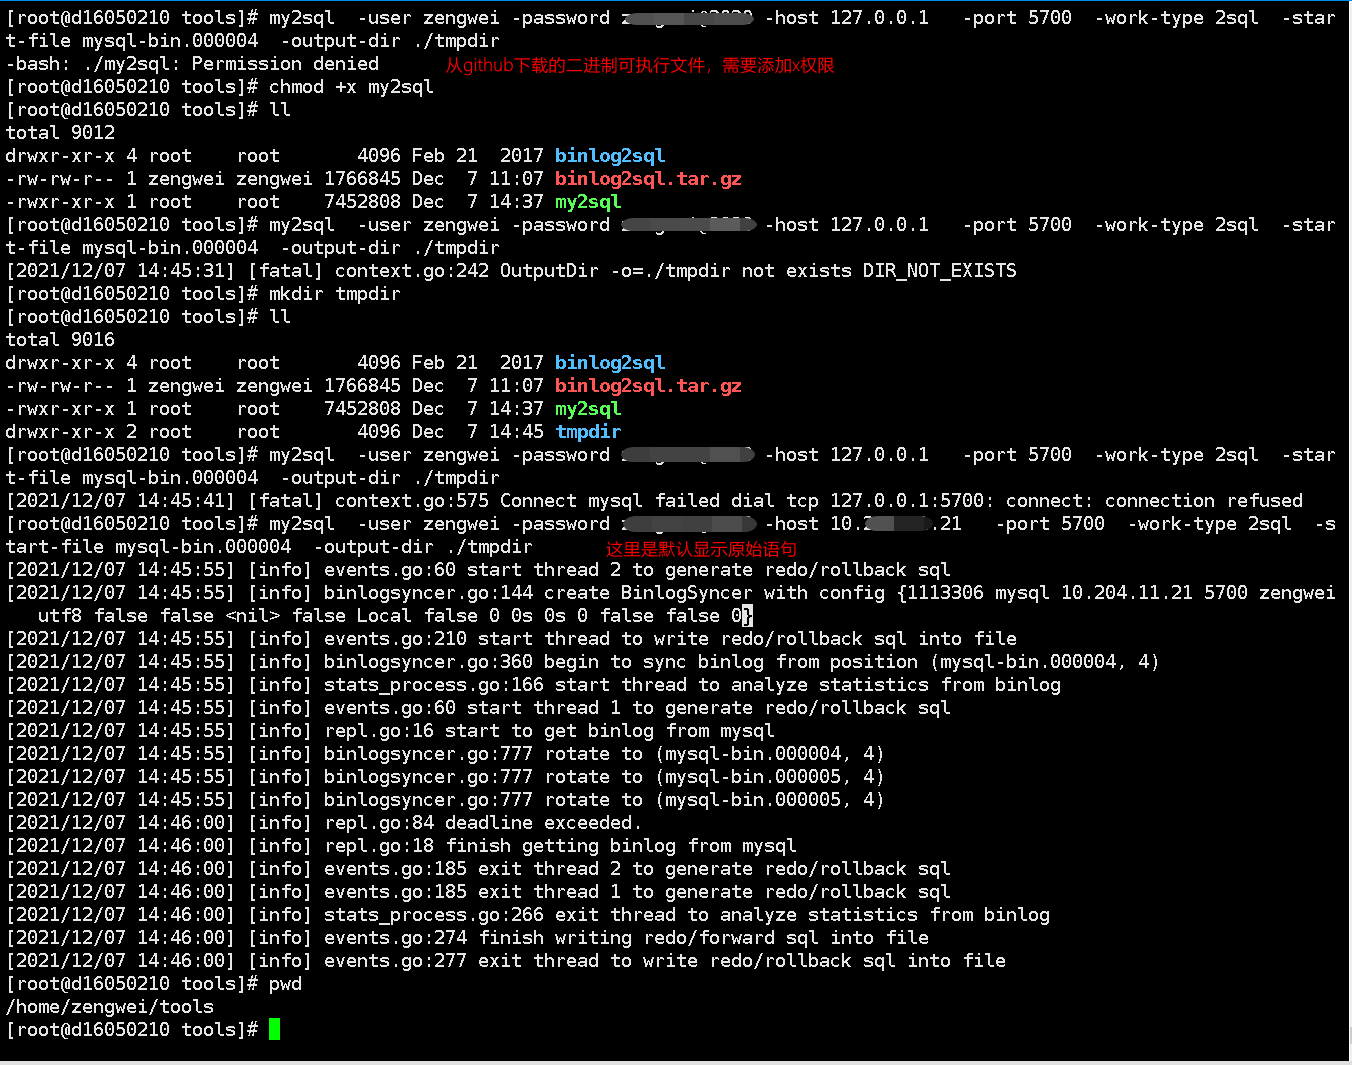 [root@d16050210 tools]# my2sql  -user zengwei -password -host 127.0.0.1   -port 5700  -work-type 2sql  -star
t-file mysql-bin.000004  -output-dir ./tmpdir
-bash: ./my2sql: Permission denied 从github下载的二进制可执行文件，需要添加x权限
[root@d16050210 tools]# chmod +x my2sql
[root@d16050210 tools]# ll
total 9012
drwxr-xr-x 4 root    root       4096 Feb 21  2017 binlog2sql
-rw-rw-r-- 1 zengwei zengwei 1766845 Dec  7 11:07 binlog2sql.tar.gz
-rwxr-xr-x 1 root    root    7452808 Dec  7 14:37 my2sql
[root@d16050210 tools]# my2sql  -user zengwei -password -host 127.0.0.1   -port 5700  -work-type 2sql  -star
t-file mysql-bin.000004  -output-dir ./tmpdir
[2021/12/07 14:45:31] [fatal] context.go:242 OutputDir -o=./tmpdir not exists DIR_NOT_EXISTS
[root@d16050210 tools]# mkdir tmpdir
[root@d16050210 tools]# ll
total 9016
drwxr-xr-x 4 root    root       4096 Feb 21  2017 binlog2sql
-rw-rw-r-- 1 zengwei zengwei 1766845 Dec  7 11:07 binlog2sql.tar.gz
-rwxr-xr-x 1 root    root    7452808 Dec  7 14:37 my2sql
drwxr-xr-x 2 root    root       4096 Dec  7 14:45 tmpdir
[root@d16050210 tools]# my2sql  -user zengwei -password -host 127.0.0.1   -port 5700  -work-type 2sql  -star
t-file mysql-bin.000004  -output-dir ./tmpdir
[2021/12/07 14:45:41] [fatal] context.go:575 Connect mysql failed dial tcp 127.0.0.1:5700: connect: connection refused
[root@d16050210 tools]# my2sql  -user zengwei -password -host 10. .21   -port 5700  -work-type 2sql  -s
tart-file mysql-bin.000004  -output-dir ./tmpdir 这里是默认显示原始语句
[2021/12/07 14:45:55] [info] events.go:60 start thread 2 to generate redo/rollback sql
[2021/12/07 14:45:55] [info] binlogsyncer.go:144 create BinlogSyncer with config {1113306 mysql 10.204.11.21 5700 zengwei
utf8 false false <nil> false Local false 0 0s 0s 0 false false 0}
[2021/12/07 14:45:55] [info] events.go:210 start thread to write redo/rollback sql into file
[2021/12/07 14:45:55] [info] binlogsyncer.go:360 begin to sync binlog from position (mysql-bin.000004, 4)
[2021/12/07 14:45:55] [info] stats_process.go:166 start thread to analyze statistics from binlog
[2021/12/07 14:45:55] [info] events.go:60 start thread 1 to generate redo/rollback sql
[2021/12/07 14:45:55] [info] repl.go:16 start to get binlog from mysql
[2021/12/07 14:45:55] [info] binlogsyncer.go:777 rotate to (mysql-bin.000004, 4)
[2021/12/07 14:45:55] [info] binlogsyncer.go:777 rotate to (mysql-bin.000005, 4)
[2021/12/07 14:45:55] [info] binlogsyncer.go:777 rotate to (mysql-bin.000005, 4)
[2021/12/07 14:46:00] [info] repl.go:84 deadline exceeded.
[2021/12/07 14:46:00] [info] repl.go:18 finish getting binlog from mysql
[2021/12/07 14:46:00] [info] events.go:185 exit thread 2 to generate redo/rollback sql
[2021/12/07 14:46:00] [info] events.go:185 exit thread 1 to generate redo/rollback sql
[2021/12/07 14:46:00] [info] stats_process.go:266 exit thread to analyze statistics from binlog
[2021/12/07 14:46:00] [info] events.go:274 finish writing redo/forward sql into file
[2021/12/07 14:46:00] [info] events.go:277 exit thread to write redo/rollback sql into file
[root@d16050210 tools]# pwd
/home/zengwei/tools
[root@d16050210 tools]#